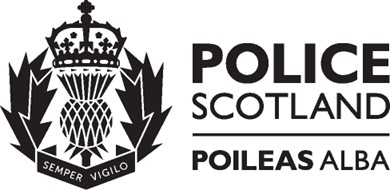 POLICE
SCOTLAND
POILEAS ALBA
SEMPER VIGILO